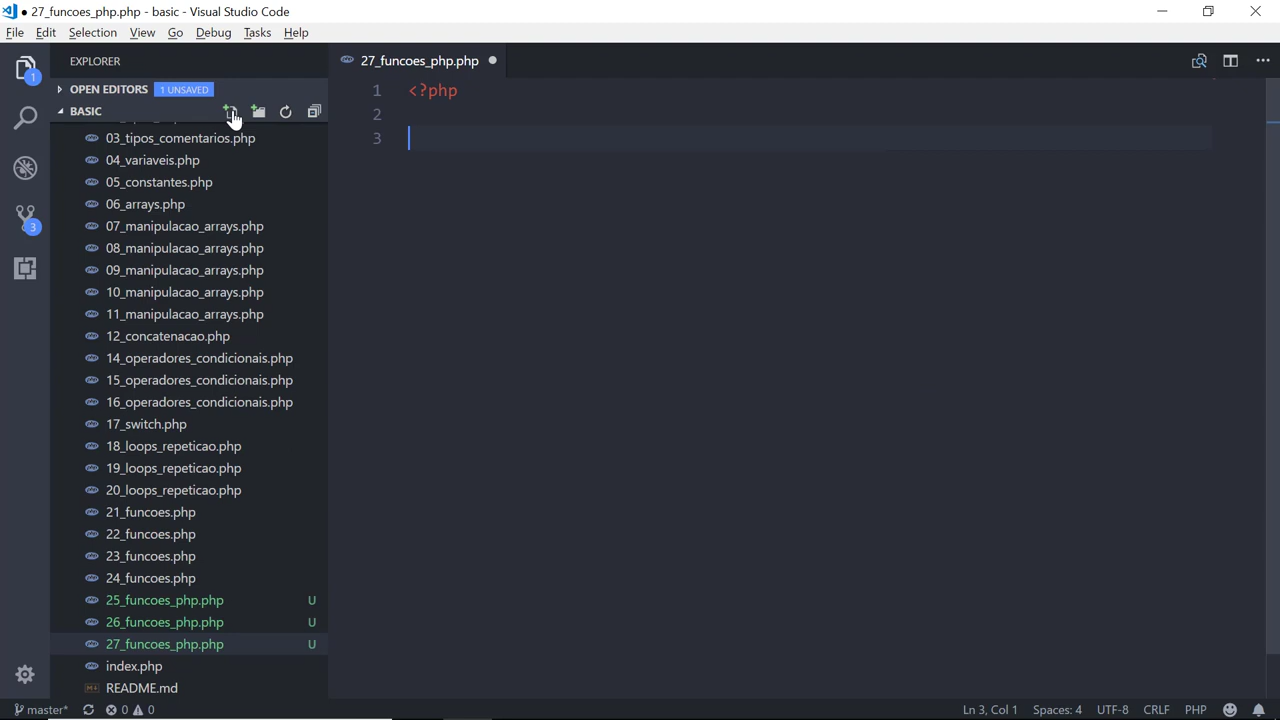 ● 27_funcoes_php.php - basic - Visual Studio Code
File Edit Selection View Go Debug Tasks Help
EXPLORER
27_funcoes_php.php
1
OPEN EDITORS 1 UNSAVED
BASIC
03_tipos_comentarios.php
04_variaveis.php
05_constantes.php
06_arrays.php
07_manipulacao_arrays.php
3
08_manipulacao_arrays.php
09_manipulacao_arrays.php
10_manipulacao_arrays.php
11_manipulacao_arrays.php
12_concatenacao.php
14_operadores_condicionais.php
15_operadores_condicionais.php
16_operadores_condicionais.php
17_switch.php
18_loops_repeticao.php
19_loops_repeticao.php
20_loops_repeticao.php
21_funcoes.php
22_funcoes.php
23_funcoes.php
24_funcoes.php
25_funcoes_php.php U
26_funcoes_php.php U
27_funcoes_php.php U
index.php
M↓ README.md
1 <?php
2
3
master* 0 0
Ln 3, Col 1 Spaces: 4 UTF-8 CRLF PHP